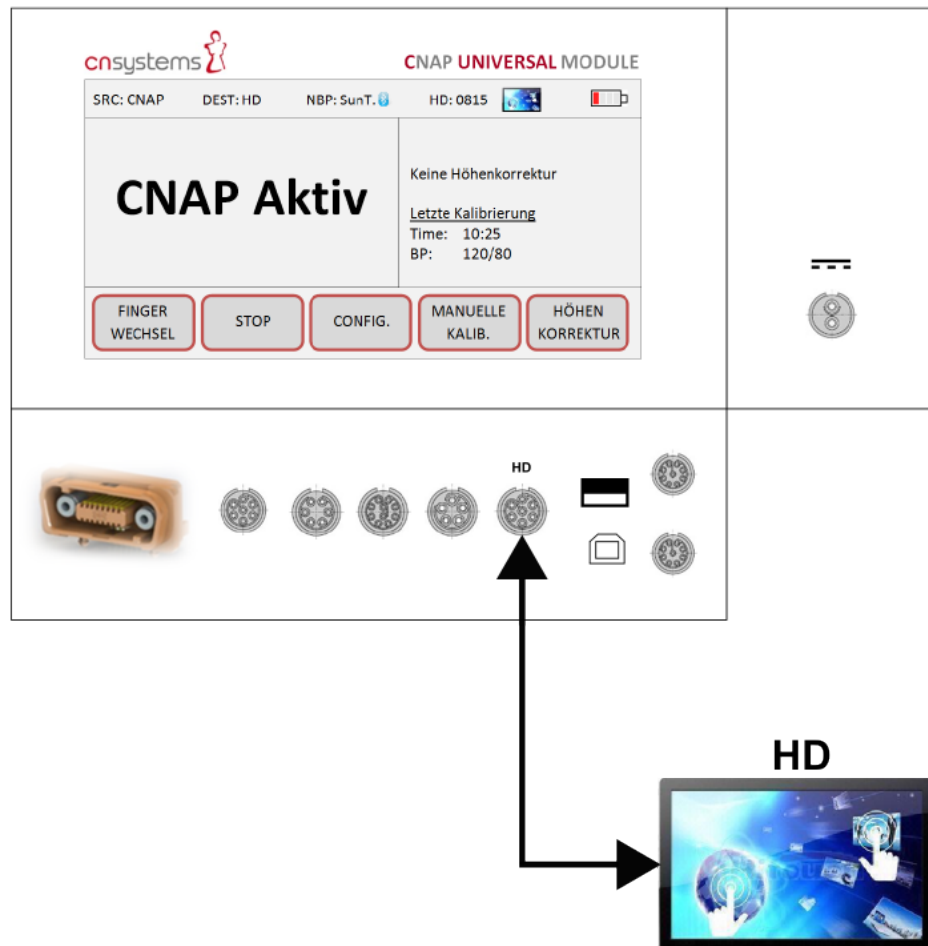 cnsystems
CNAP UNIVERSAL MODULE
SRC: CNAP DEST: HD NBP: SunT. HD: 0815
CNAP Aktiv
Keine Höhenkorrektur
Letzte Kalibrierung
Time: 10:25
BP: 120/80
FINGER
WECHSEL
STOP
CONFIG.
MANUELLE
KALIB.
HÖHEN
KORREKTUR
HD
HD